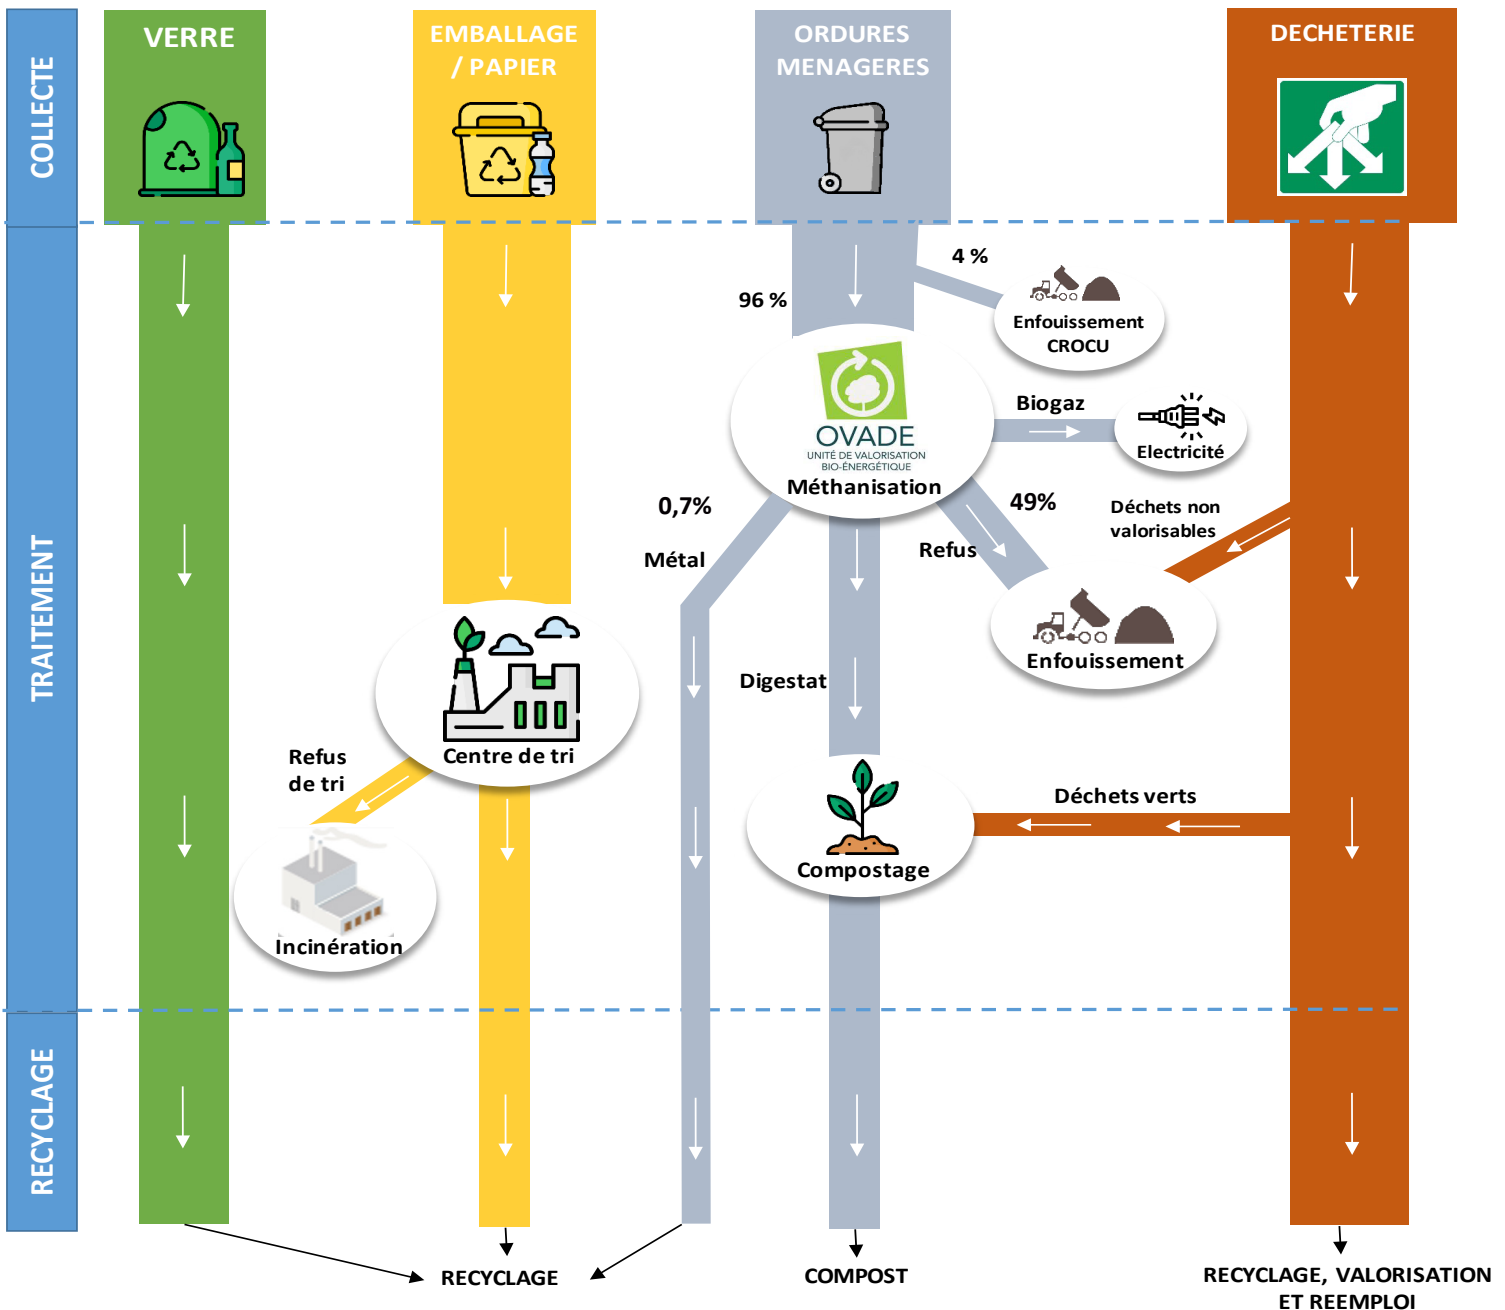 COLLECTE
VERRE
EMBALLAGE
/ PAPIER
ORDURES
MENAGERES
DECHETERIE
TRAITEMENT
4 %
96 %
Enfouissement
CROCU
OVADE
UNITÉ DE VALORISATION
BIO-ÉNERGÉTIQUE
Méthanisation
Biogaz
Electricité
0,7%
Métal
49%
Refus
Déchets non
valorisables
Enfouissement
Digestat
Centre de tri
Refus
de tri
Incinération
Déchets verts
Compostage
RECYCLAGE
RECYCLAGE
COMPOST
RECYCLAGE, VALORISATION
ET REEMPLOI